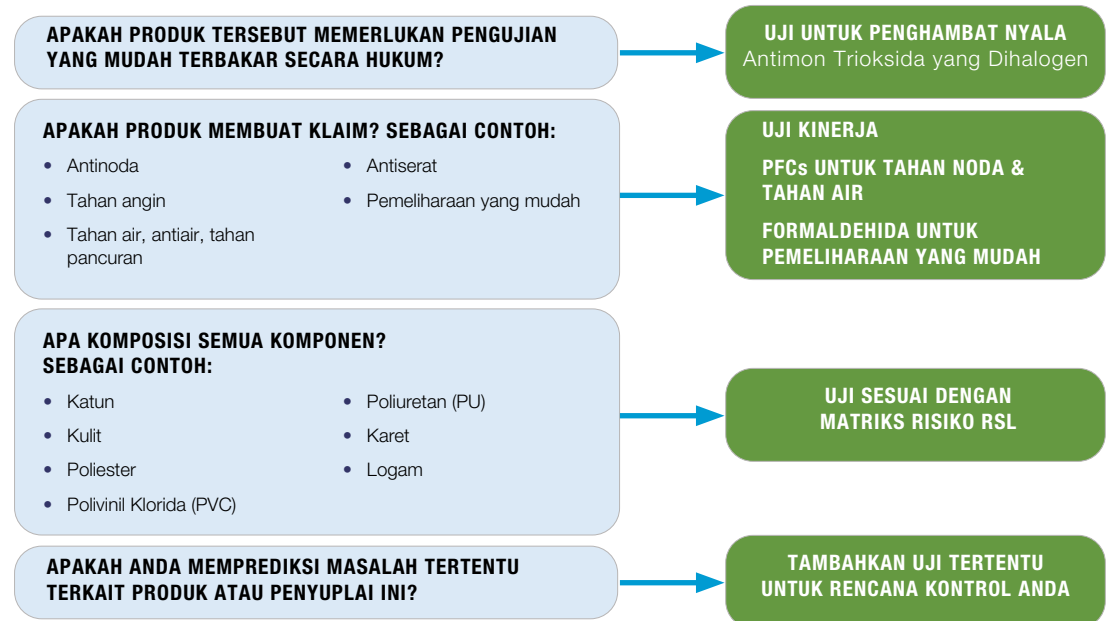 APAKAH PRODUK TERSEBUT MEMERLUKAN PENGUJIAN
YANG MUDAH TERBAKAR SECARA HUKUM?
UJI UNTUK PENGHAMBAT NYALA
Antimon Trioksida yang Dihalogen
APAKAH PRODUK MEMBUAT KLAIM? SEBAGAI CONTOH:
• Antinoda
• Tahan angin
• Tahan air, antiair, tahan
pancuran
• Antiserat
• Pemeliharaan yang mudah
UJI KINERJA
PFCs UNTUK TAHAN NODA &
TAHAN AIR
FORMALDEHIDA UNTUK
PEMELIHARAAN YANG MUDAH
APA KOMPOSISI SEMUA KOMPONEN?
SEBAGAI CONTOH:
• Katun
• Kulit
• Poliester
• Polivinil Klorida (PVC)
• Poliuretan (PU)
• Karet
• Logam
UJI SESUAI DENGAN
MATRIKS RISIKO RSL
APAKAH ANDA MEMPREDIKSI MASALAH TERTENTU
TERKAIT PRODUK ATAU PENYUPLAI INI?
TAMBAHKAN UJI TERTENTU
UNTUK RENCANA KONTROL ANDA